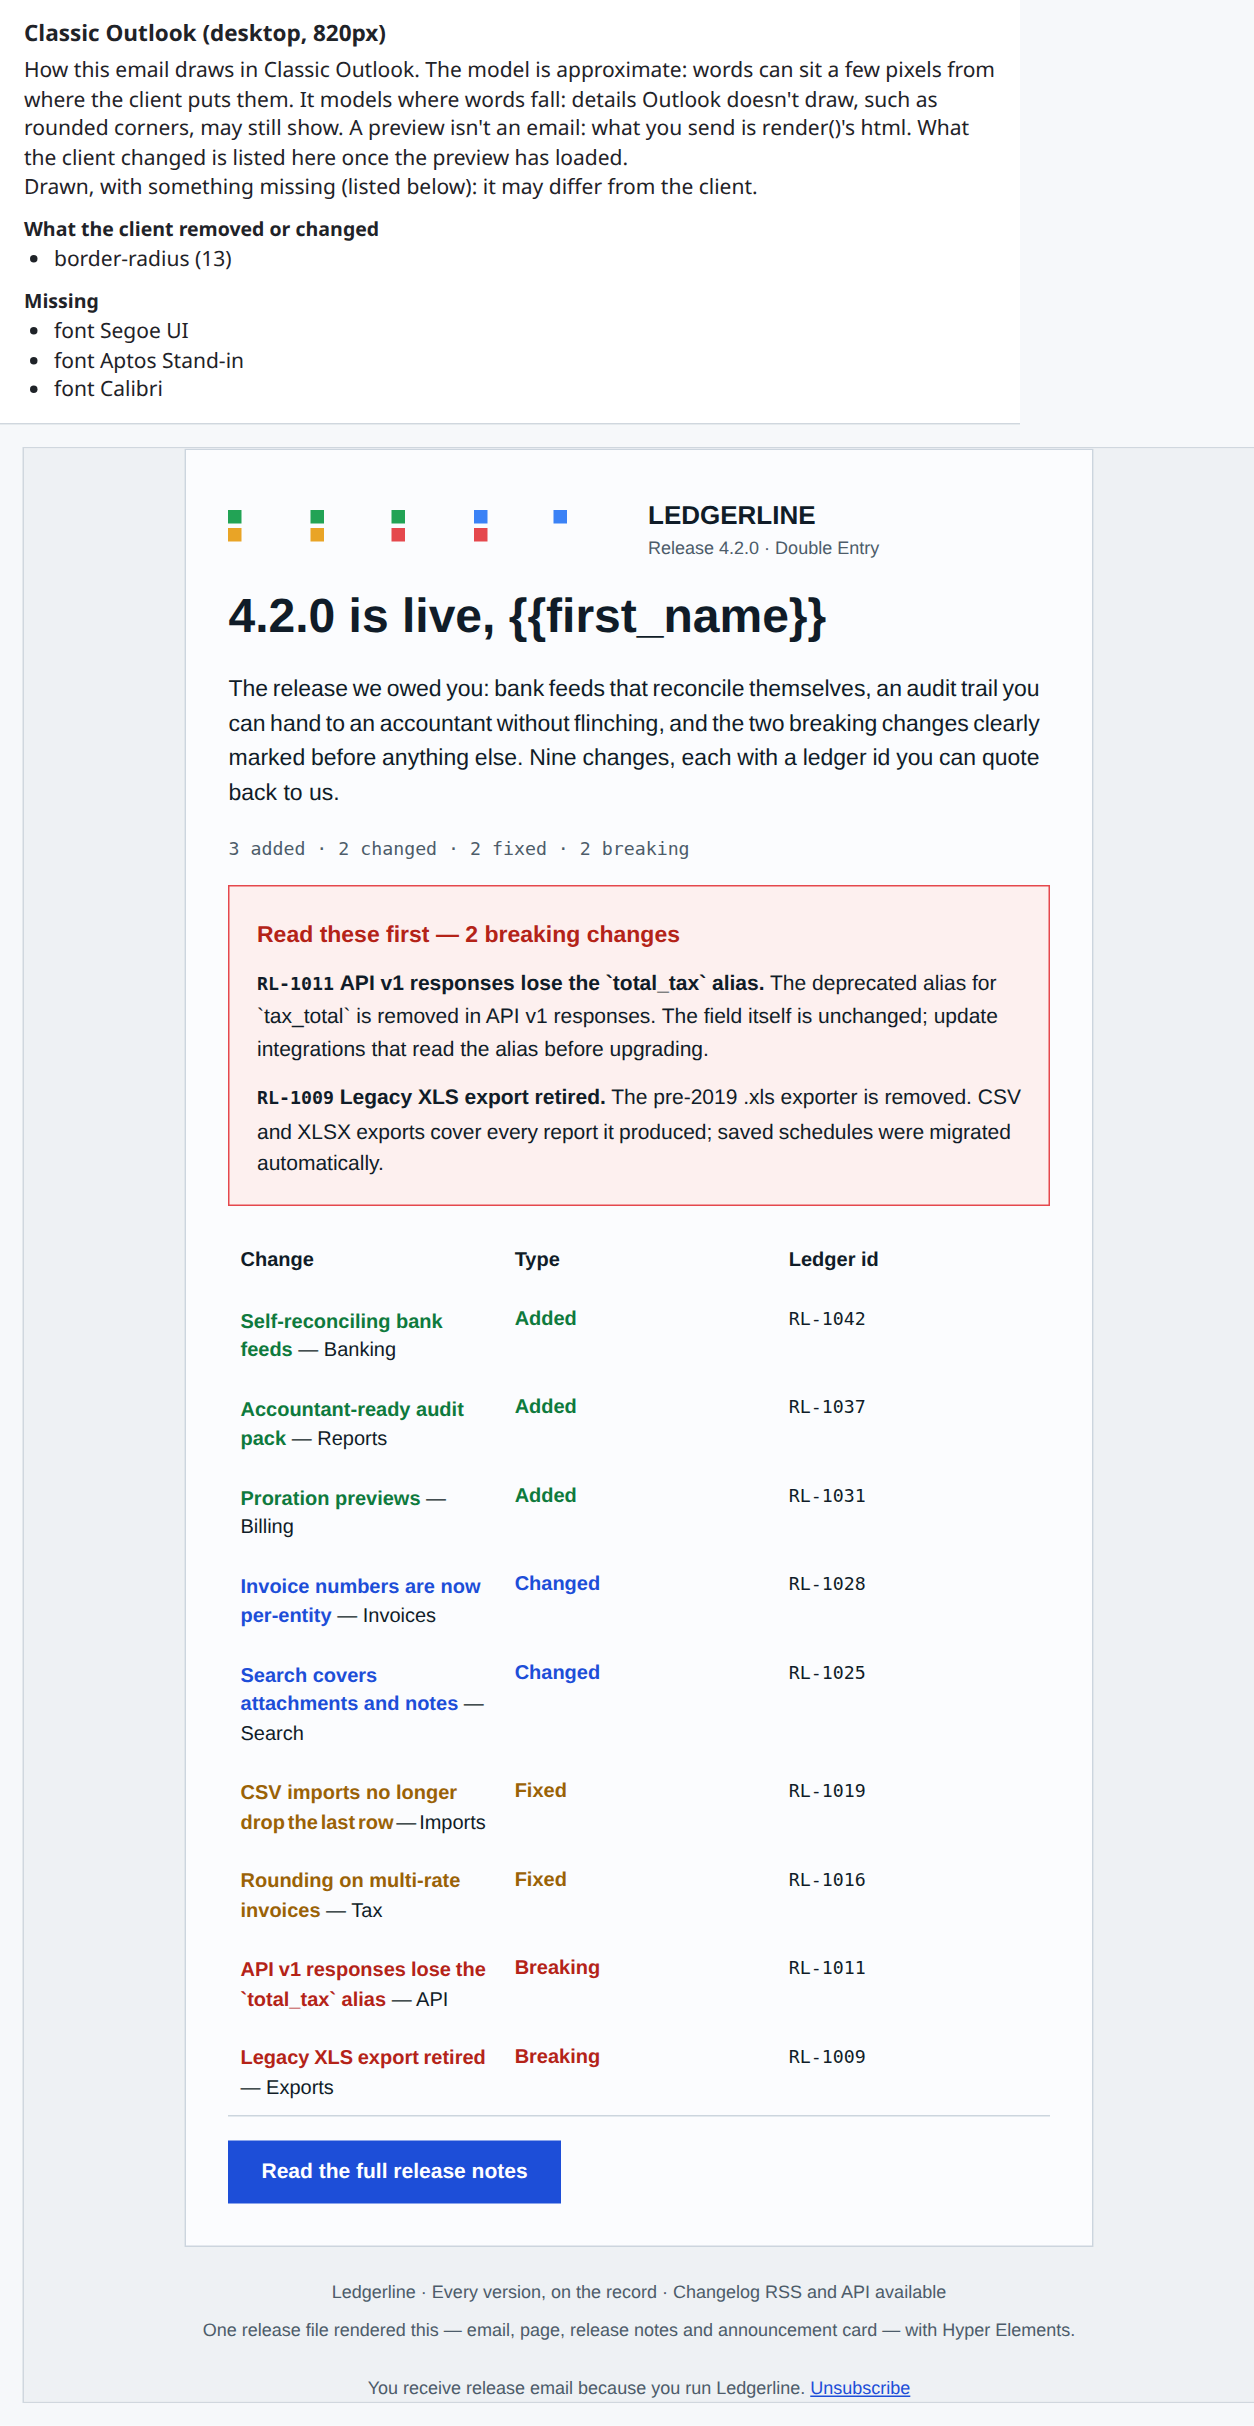 Classic Outlook (desktop, 820px)
How this email draws in Classic Outlook. The model is approximate: words can sit a few pixels from
where the client puts them. It models where words fall: details Outlook doesn't draw, such as
rounded corners, may still show. A preview isn't an email: what you send is render()'s html. What
the client changed is listed here once the preview has loaded.
Drawn, with something missing (listed below): it may differ from the client.
What the client removed or changed
• border-radius (13)
Missing
• font Segoe UI
• font Aptos Stand-in
• font Calibri
LEDGERLINE
Release 4.2.0 · Double Entry
4.2.0 is live, {{first_name}}
The release we owed you: bank feeds that reconcile themselves, an audit trail you
can hand to an accountant without flinching, and the two breaking changes clearly
marked before anything else. Nine changes, each with a ledger id you can quote
back to us.
3 added · 2 changed · 2 fixed · 2 breaking
Read these first — 2 breaking changes
RL-1011 API v1 responses lose the `total_tax` alias. The deprecated alias for
`tax_total` is removed in API v1 responses. The field itself is unchanged; update
integrations that read the alias before upgrading.
RL-1009 Legacy XLS export retired. The pre-2019 .xls exporter is removed. CSV
and XLSX exports cover every report it produced; saved schedules were migrated
automatically.
Change Type Ledger id
Self-reconciling bank Added RL-1042
feeds — Banking
Accountant-ready audit Added RL-1037
pack — Reports
Proration previews — Added RL-1031
Billing
Invoice numbers are now Changed RL-1028
per-entity — Invoices
Search covers Changed RL-1025
attachments and notes —
Search
CSV imports no longer Fixed RL-1019
drop the last row — Imports
Rounding on multi-rate Fixed RL-1016
invoices — Tax
API v1 responses lose the Breaking RL-1011
`total_tax` alias — API
Legacy XLS export retired Breaking RL-1009
— Exports
Read the full release notes
Ledgerline · Every version, on the record · Changelog RSS and API available
One release file rendered this — email, page, release notes and announcement card — with Hyper Elements.
You receive release email because you run Ledgerline. Unsubscribe